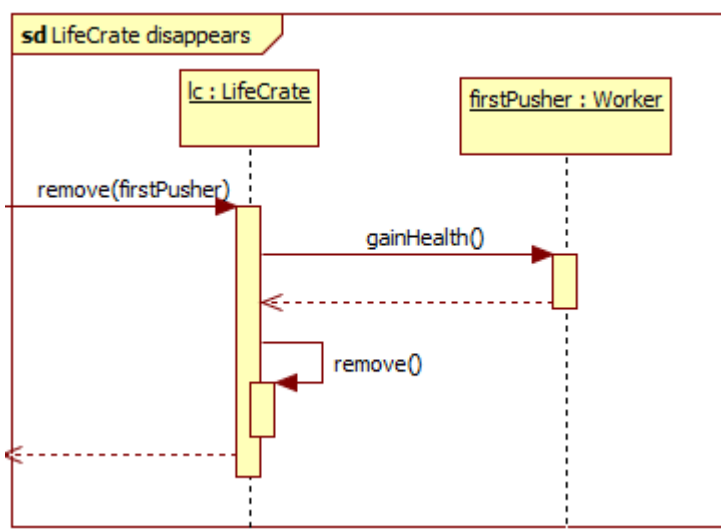 sd LifeCrate disappears
lc : LifeCrate
firstPusher : Worker
remove(firstPusher)
gainHealth()
remove()